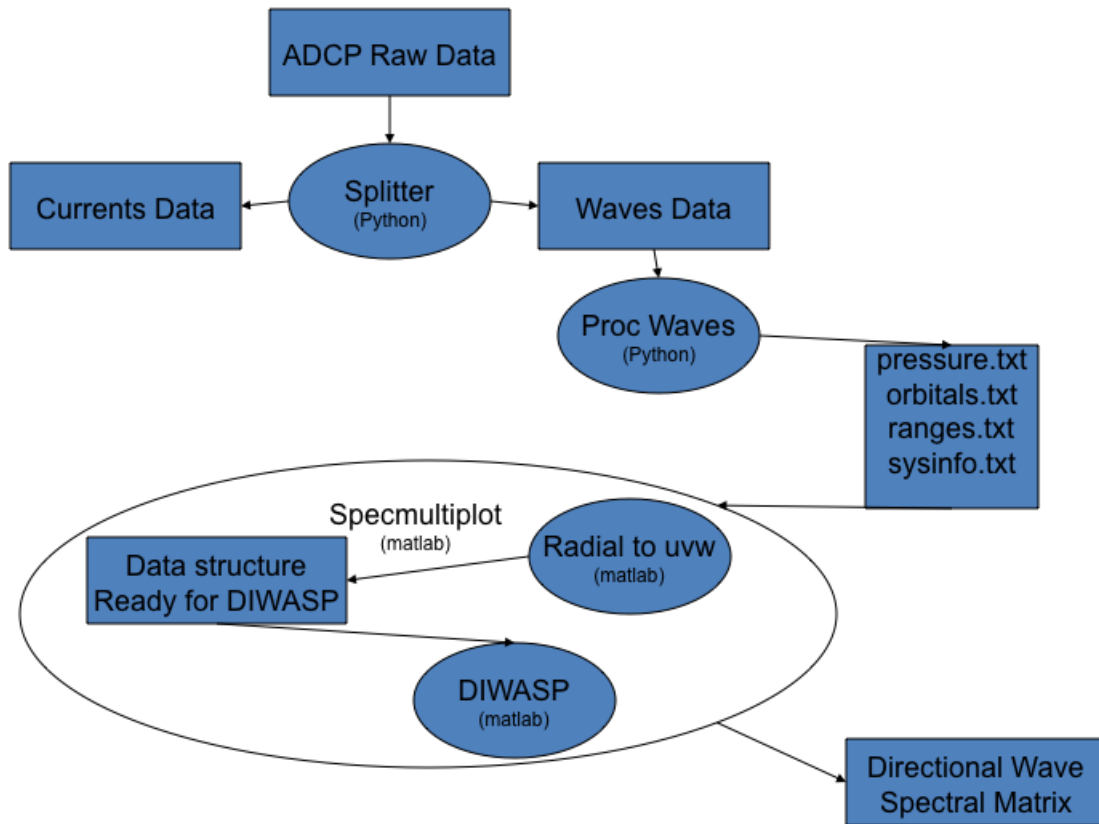 ADCP Raw Data
Currents Data
Splitter
(Python)
Waves Data
Proc Waves
(Python)
pressure.txt
orbitals.txt
ranges.txt
sysinfo.txt
Specmultiplot
(matlab)
Radial to uvw
(matlab)
Data structure
Ready for DIWASP
DIWASP
(matlab)
Directional Wave
Spectral Matrix